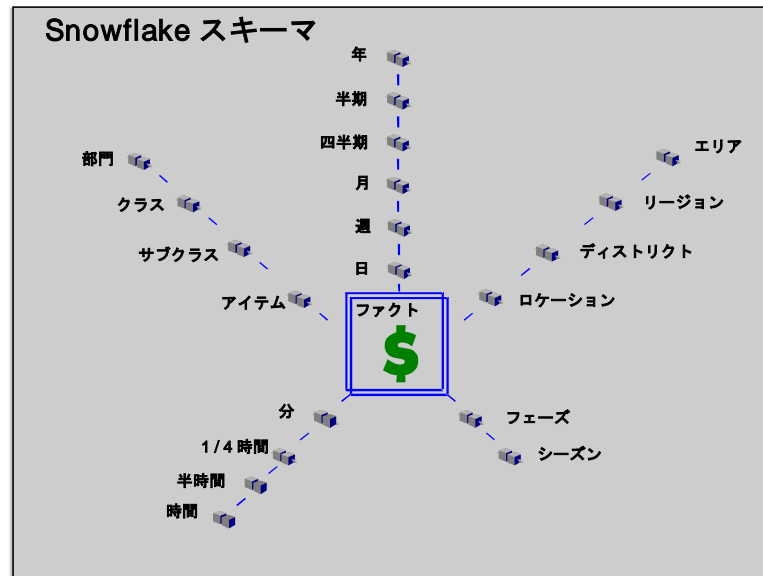 Snowflake スキーマ
年
半期
四半期
月
週
日
部門
クラス
サブクラス
アイテム
エリア
リージョン
ディストリクト
ロケーション
ファクト
$
分
1/4 時間
半時間
時間
フェーズ
シーズン